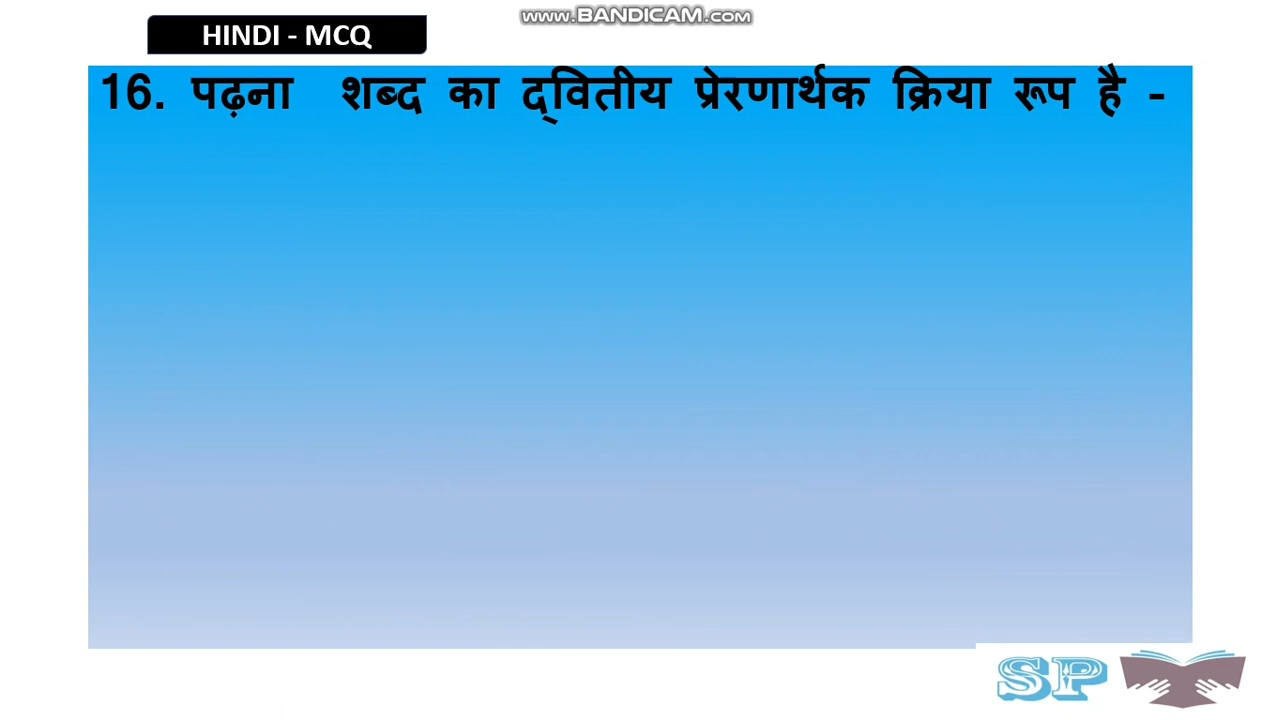 www.BANDICAM.com
HINDI - MCQ
16. पढ़ना शब्द का द्‌वितीय प्रेरणार्थक क्रिया रूप है -
SP